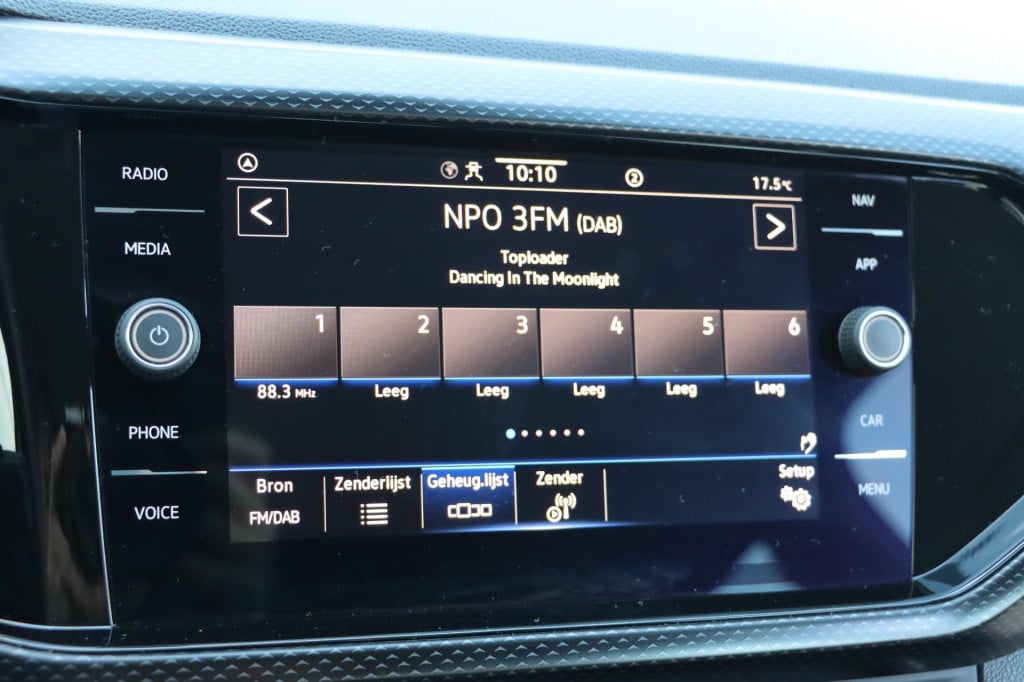 RADIO
MEDIA
PHONE
VOICE
10:10
2
17.5°C
NPO 3FM (DAB)
Toploader
Dancing In The Moonlight
1 2 3 4 5 6
88.3 MHz Leeg Leeg Leeg Leeg Leeg
Bron Zenderlijst Geheug.lijst Zender Setup
FM/DAB
NAV
APP
CAR
MENU